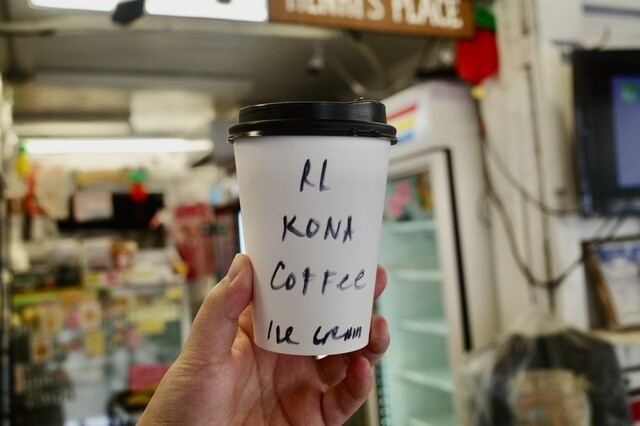 HENRI'S PLACE
RL
KONA
COFFEE
ICE CREAM